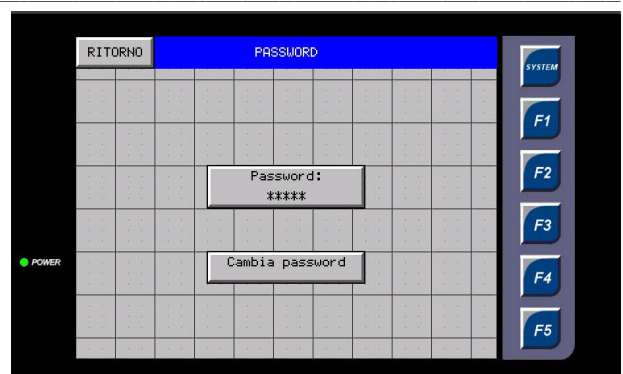 RITORNO
PASSWORD
SYSTEM
F1
Password:
*****
F2
F3
POWER
Cambia password
F4
F5